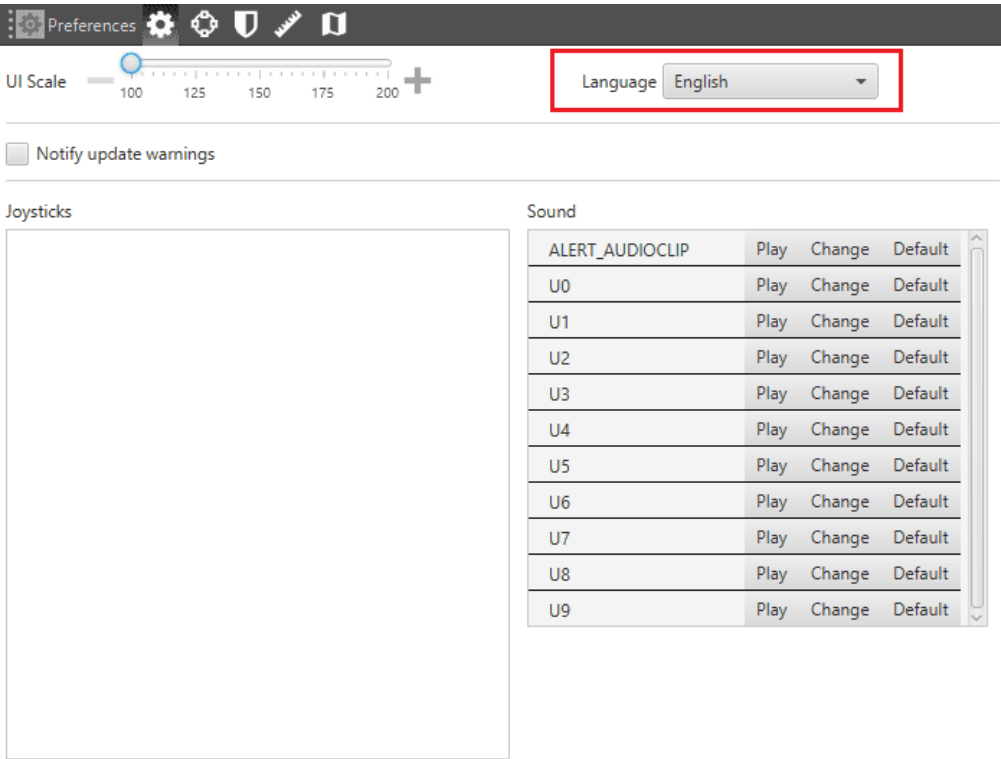 Preferences
UI Scale
100 125 150 175 200
Language English
Notify update warnings
Joysticks
Sound
ALERT_AUDIOCLIP Play Change Default
U0 Play Change Default
U1 Play Change Default
U2 Play Change Default
U3 Play Change Default
U4 Play Change Default
U5 Play Change Default
U6 Play Change Default
U7 Play Change Default
U8 Play Change Default
U9 Play Change Default